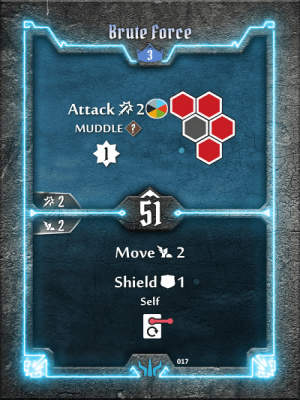 Brute Force
3
Attack 2
MUDDLE ?
1
2
51
2
Move 2
Shield 1
Self
017